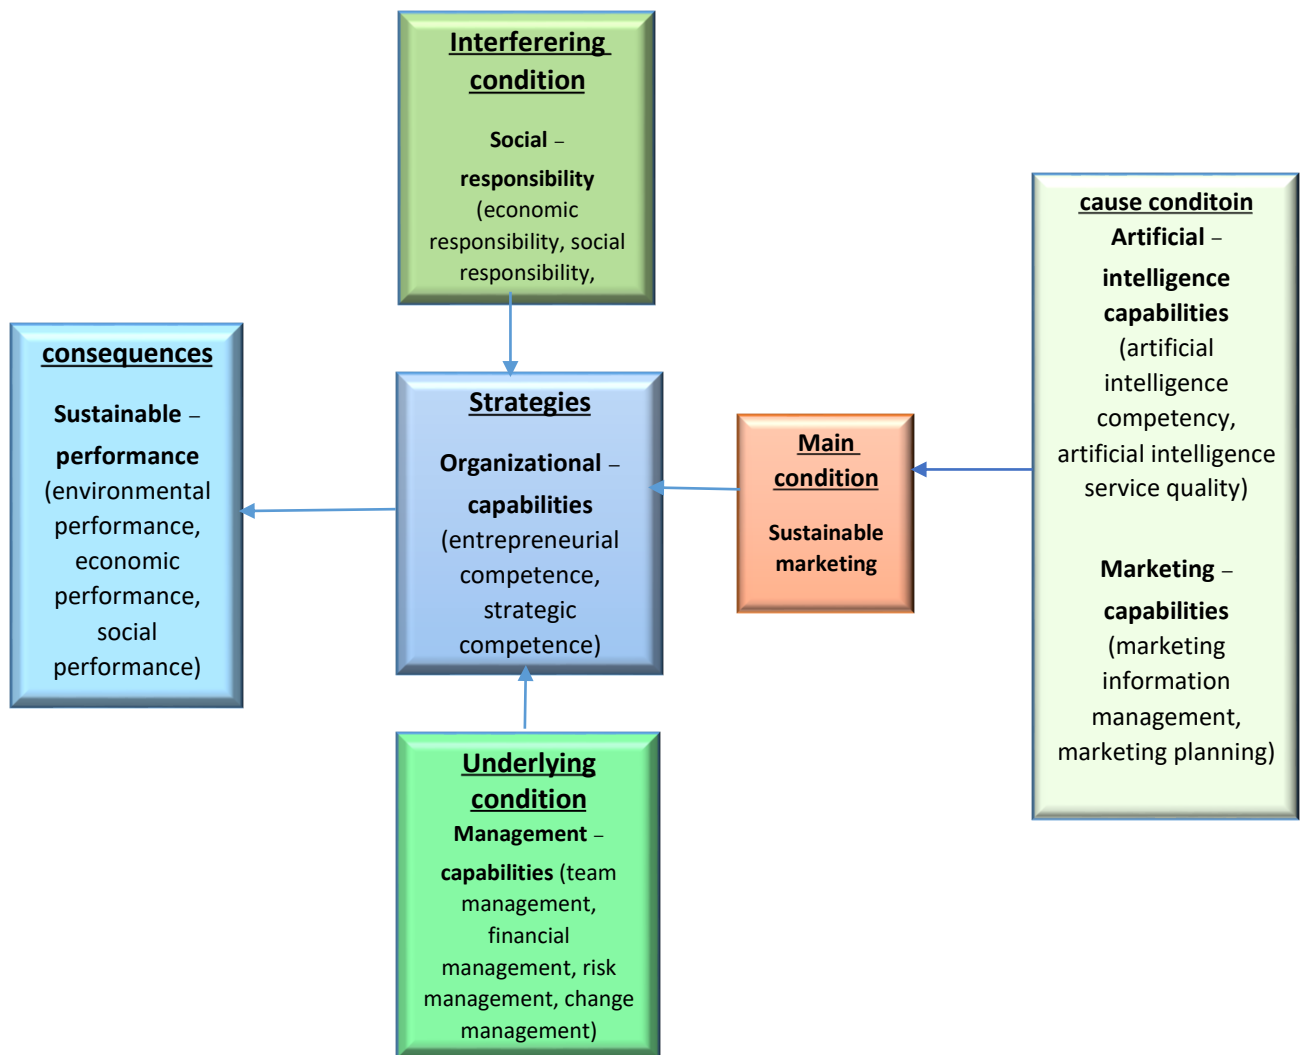 Interferering
condition
Social –
responsibility
(economic
responsibility, social
responsibility,
consequences
Sustainable –
performance
(environmental
performance,
economic
performance,
social
performance)
Strategies
Organizational –
capabilities
(entrepreneurial
competence,
strategic
competence)
Main
condition
Sustainable
marketing
cause conditoin
Artificial –
intelligence
capabilities
(artificial
intelligence
competency,
artificial intelligence
service quality)
Marketing –
capabilities
(marketing
information
management,
marketing planning)
Underlying
condition
Management –
capabilities (team
management,
financial
management, risk
management, change
management)